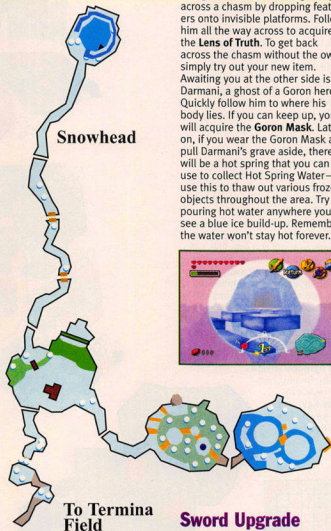 across a chasm by dropping feath-
ers onto invisible platforms. Follow
him all the way across to acquire
the Lens of Truth. To get back
across the chasm without the owl,
simply try out your new item.
Awaiting you at the other side is
Darmani, a ghost of a Goron hero.
Quickly follow him to where his
body lies. If you can keep up, you
will acquire the Goron Mask. Later
on, if you wear the Goron Mask and
pull Darmani's grave aside, there
will be a hot spring that you can
use to collect Hot Spring Water—
use this to thaw out various frozen
objects throughout the area. Try
pouring hot water anywhere you
see a blue ice build-up. Remember,
the water won't stay hot forever.
Snowhead
Return
000
1st
To Termina
Field
Sword Upgrade